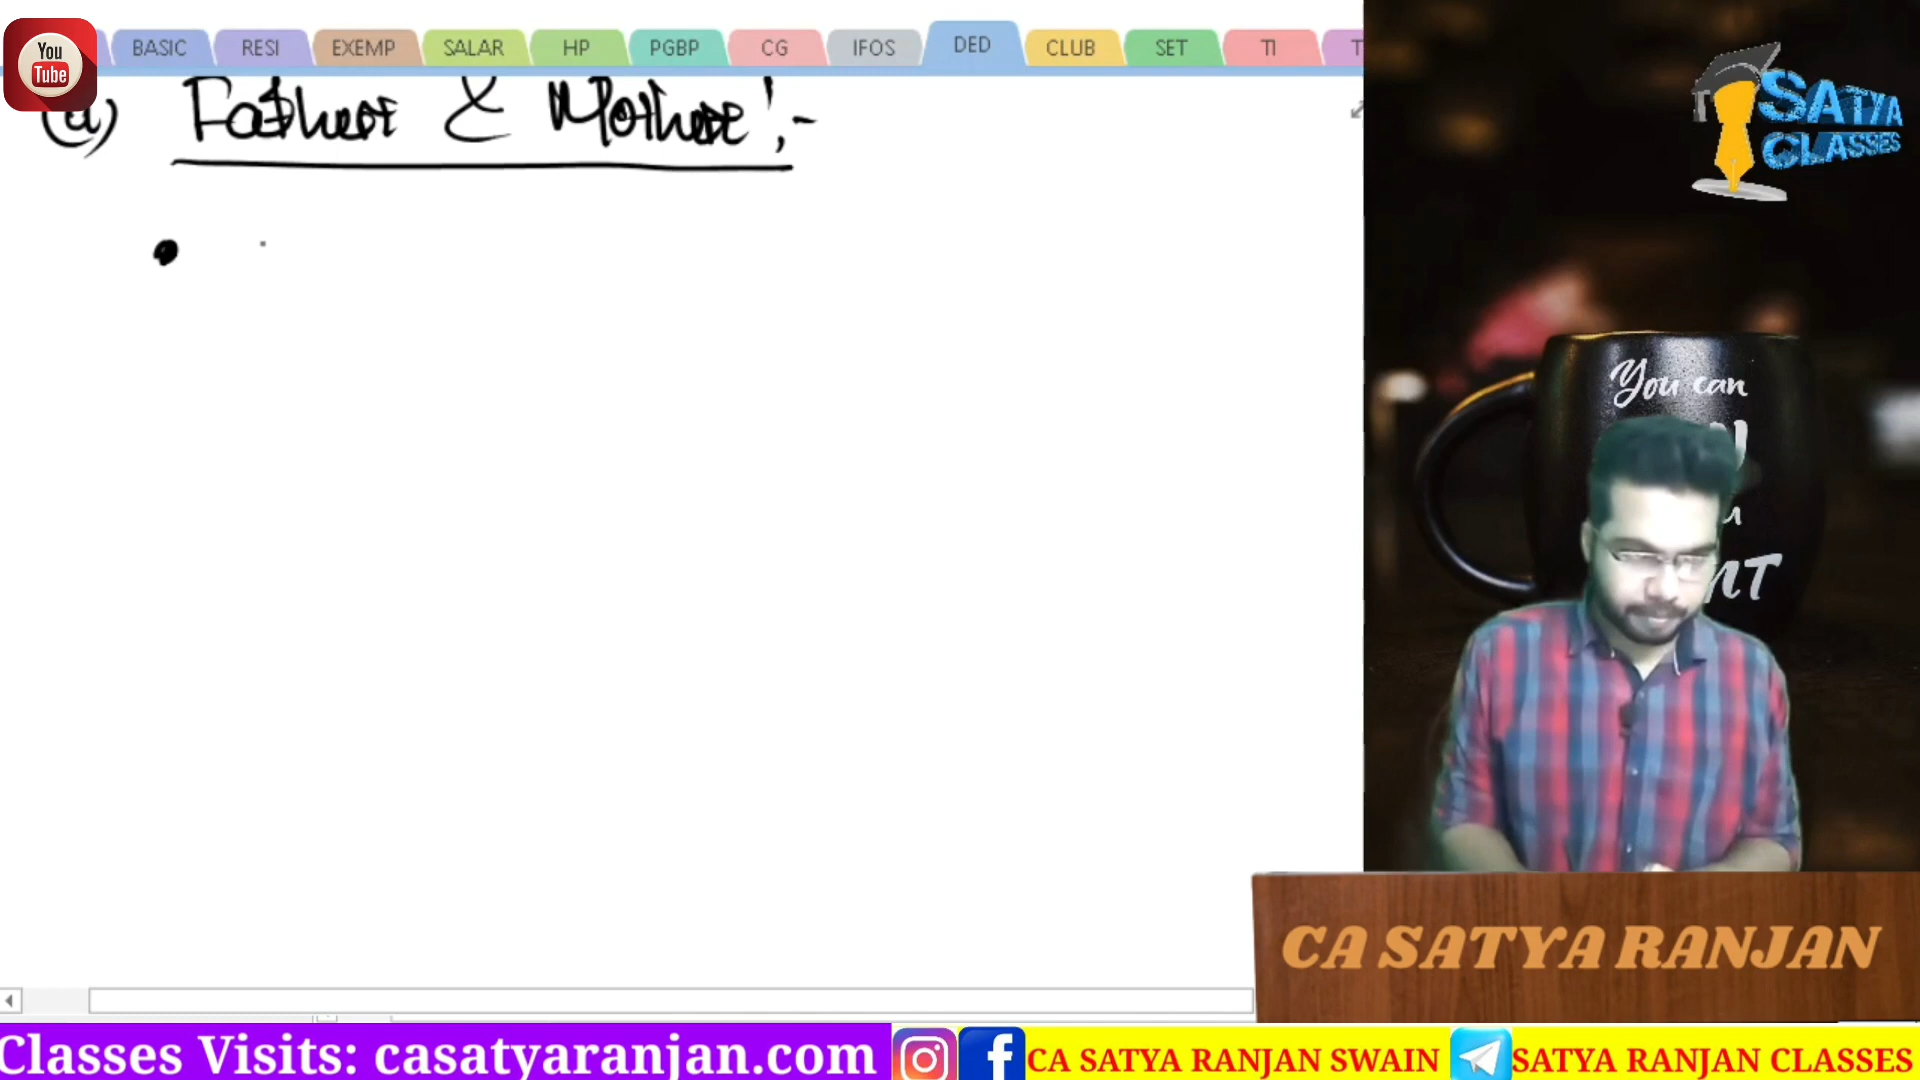 You
Tube
BASIC RESI EXEMP SALAR HP PGBP CG IFOS DED CLUB SET TI T
(a) Father & Mother :-
SATYA
CLASSES
You can
NT
CA SATYA RANJAN
Classes Visits: casatyaranjan.com CA SATYA RANJAN SWAIN SATYA RANJAN CLASSES